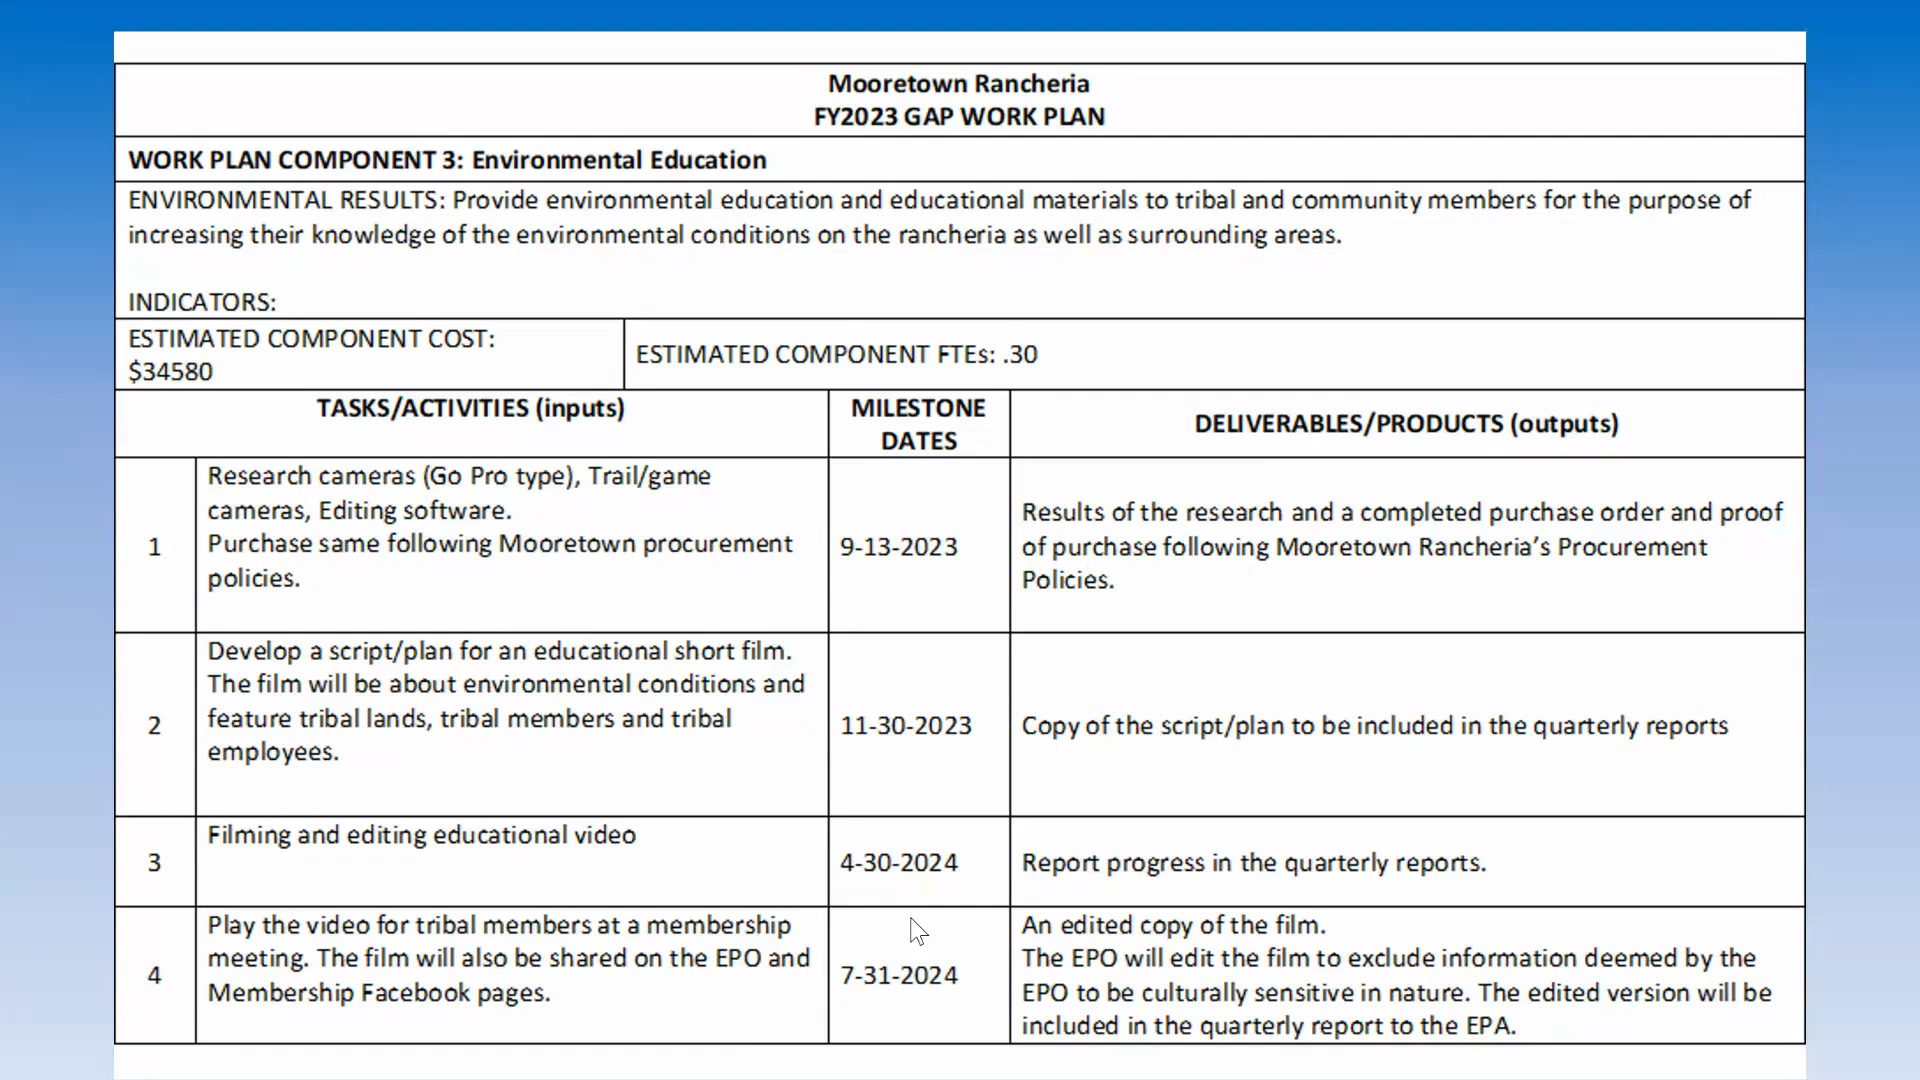 Mooretown Rancheria
FY2023 GAP WORK PLAN
WORK PLAN COMPONENT 3: Environmental Education
ENVIRONMENTAL RESULTS: Provide environmental education and educational materials to tribal and community members for the purpose of
increasing their knowledge of the environmental conditions on the rancheria as well as surrounding areas.
INDICATORS:
ESTIMATED COMPONENT COST:
$34580
ESTIMATED COMPONENT FTEs: .30
TASKS/ACTIVITIES (inputs)
MILESTONE
DATES
DELIVERABLES/PRODUCTS (outputs)
1
Research cameras (Go Pro type), Trail/game
cameras, Editing software.
Purchase same following Mooretown procurement
policies.
9-13-2023
Results of the research and a completed purchase order and proof
of purchase following Mooretown Rancheria’s Procurement
Policies.
2
Develop a script/plan for an educational short film.
The film will be about environmental conditions and
feature tribal lands, tribal members and tribal
employees.
11-30-2023
Copy of the script/plan to be included in the quarterly reports
3
Filming and editing educational video
4-30-2024
Report progress in the quarterly reports.
4
Play the video for tribal members at a membership
meeting. The film will also be shared on the EPO and
Membership Facebook pages.
7-31-2024
An edited copy of the film.
The EPO will edit the film to exclude information deemed by the
EPO to be culturally sensitive in nature. The edited version will be
included in the quarterly report to the EPA.